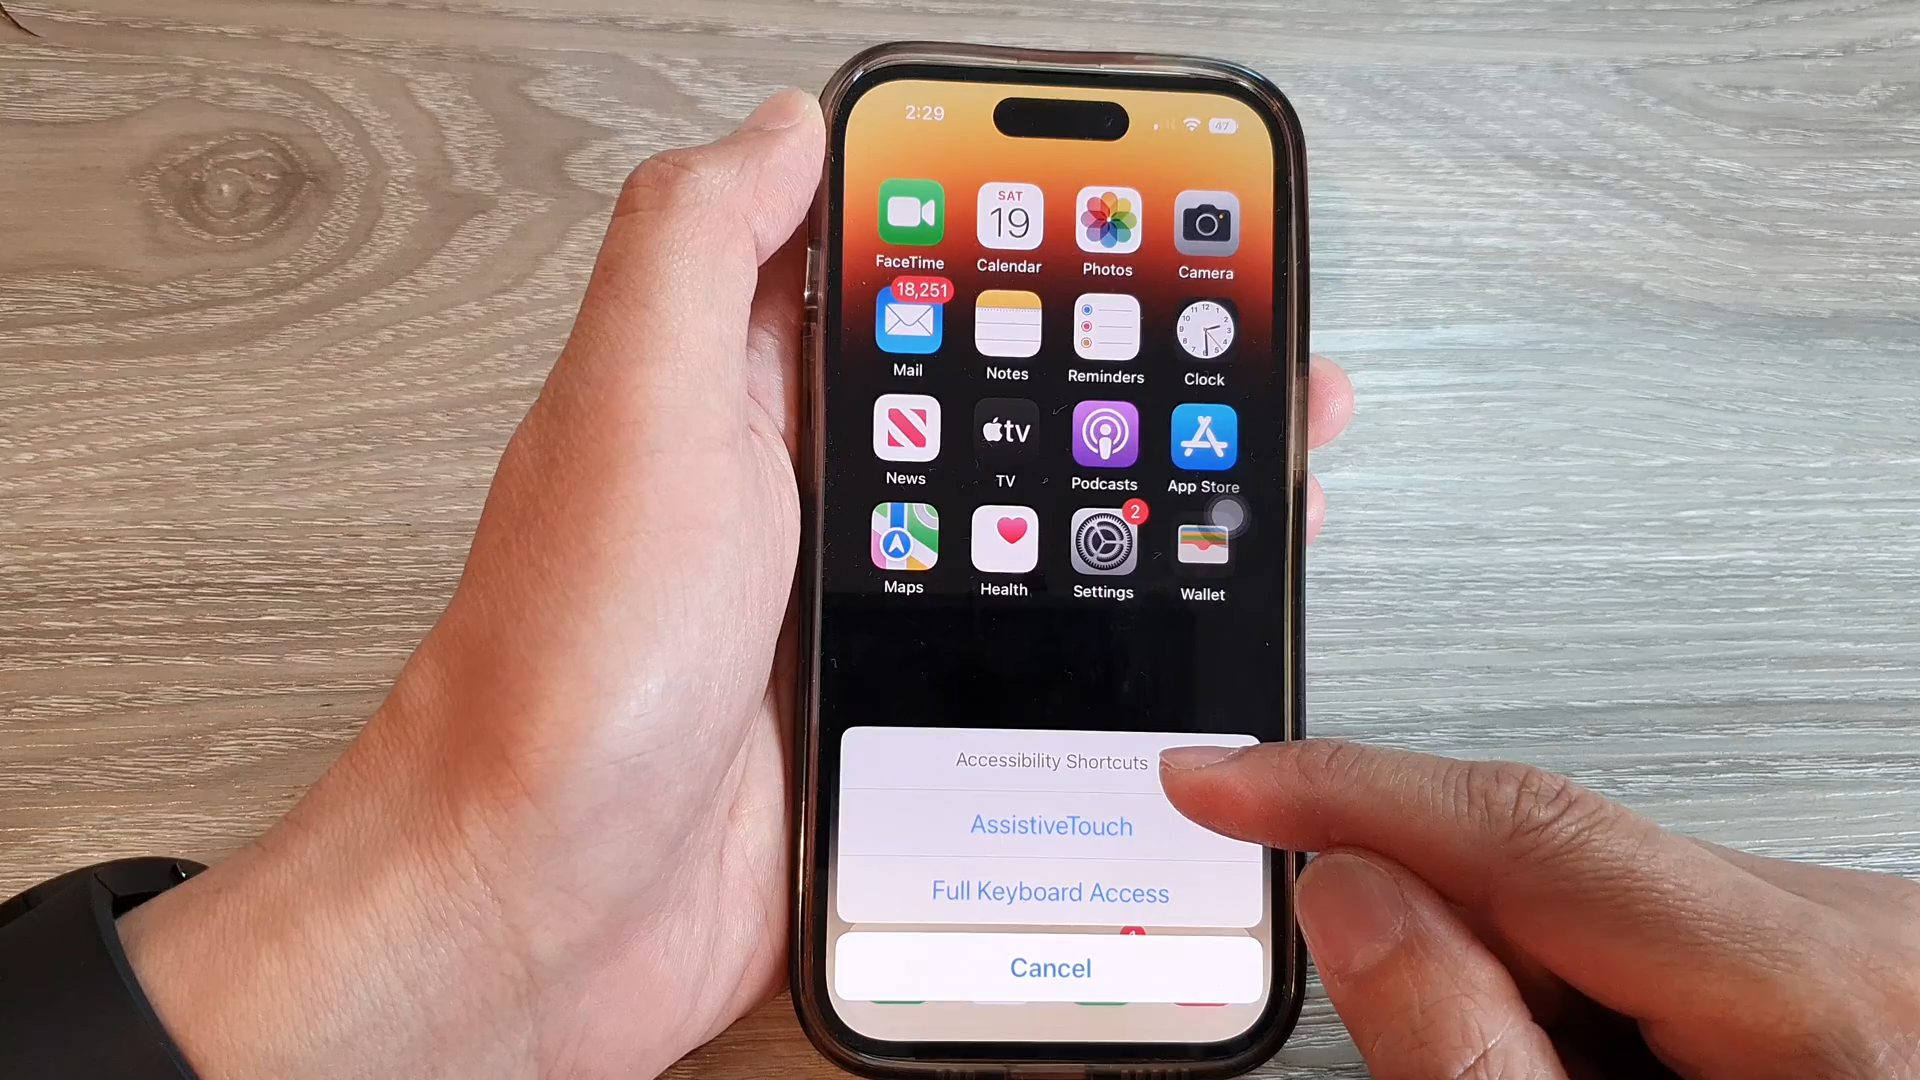 2:29
47
SAT
19
FaceTime
Calendar
Photos
Camera
18,251
Mail
Notes
Reminders
Clock
tv
News
TV
Podcasts
App Store
2
Maps
Health
Settings
Wallet
Accessibility Shortcuts
AssistiveTouch
Full Keyboard Access
Cancel